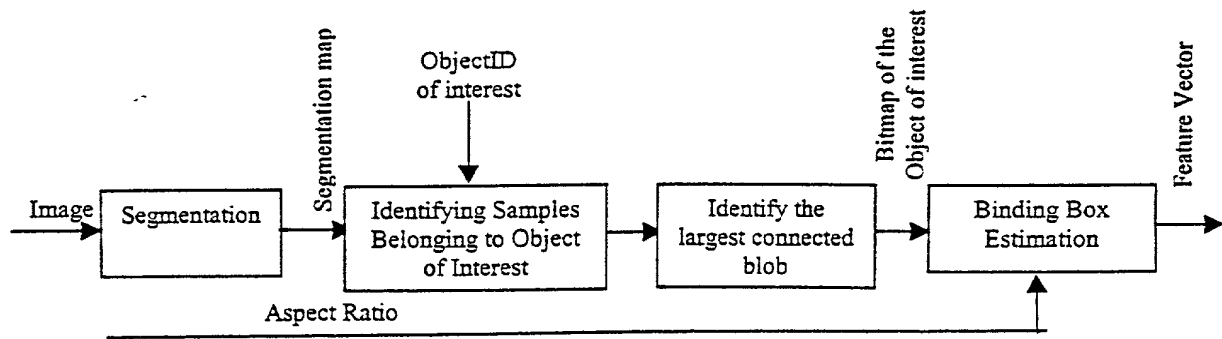 Image
Segmentation
Segmentation map
ObjectID
of interest
Identifying Samples
Belonging to Object
of Interest
Identify the
largest connected
blob
Bitmap of the
Object of interest
Binding Box
Estimation
Feature Vector
Aspect Ratio